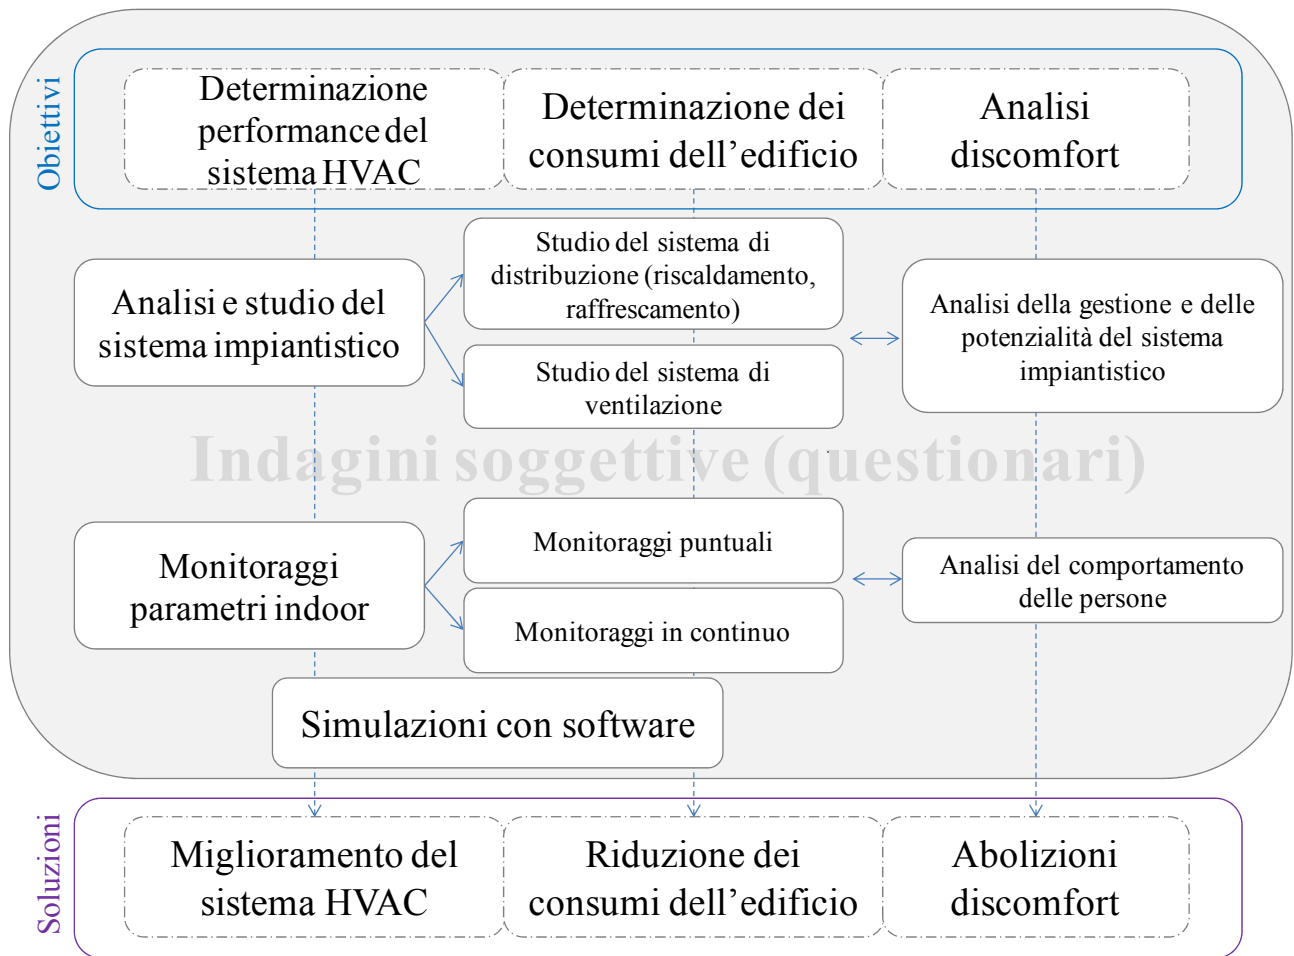 Obiettivi
Determinazione
performance del
sistema HVAC
Determinazione dei
consumi dell’edificio
Analisi
discomfort
Analisi e studio del
sistema impiantistico
Studio del sistema di
distribuzione (riscaldamento,
raffrescamento)
Studio del sistema di
ventilazione
Analisi della gestione e delle
potenzialità del sistema
impiantistico
Indagini soggettive (questionari)
Monitoraggi
parametri indoor
Monitoraggi puntuali
Monitoraggi in continuo
Analisi del comportamento
delle persone
Simulazioni con software
Soluzioni
Miglioramento del
sistema HVAC
Riduzione dei
consumi dell’edificio
Abolizioni
discomfort